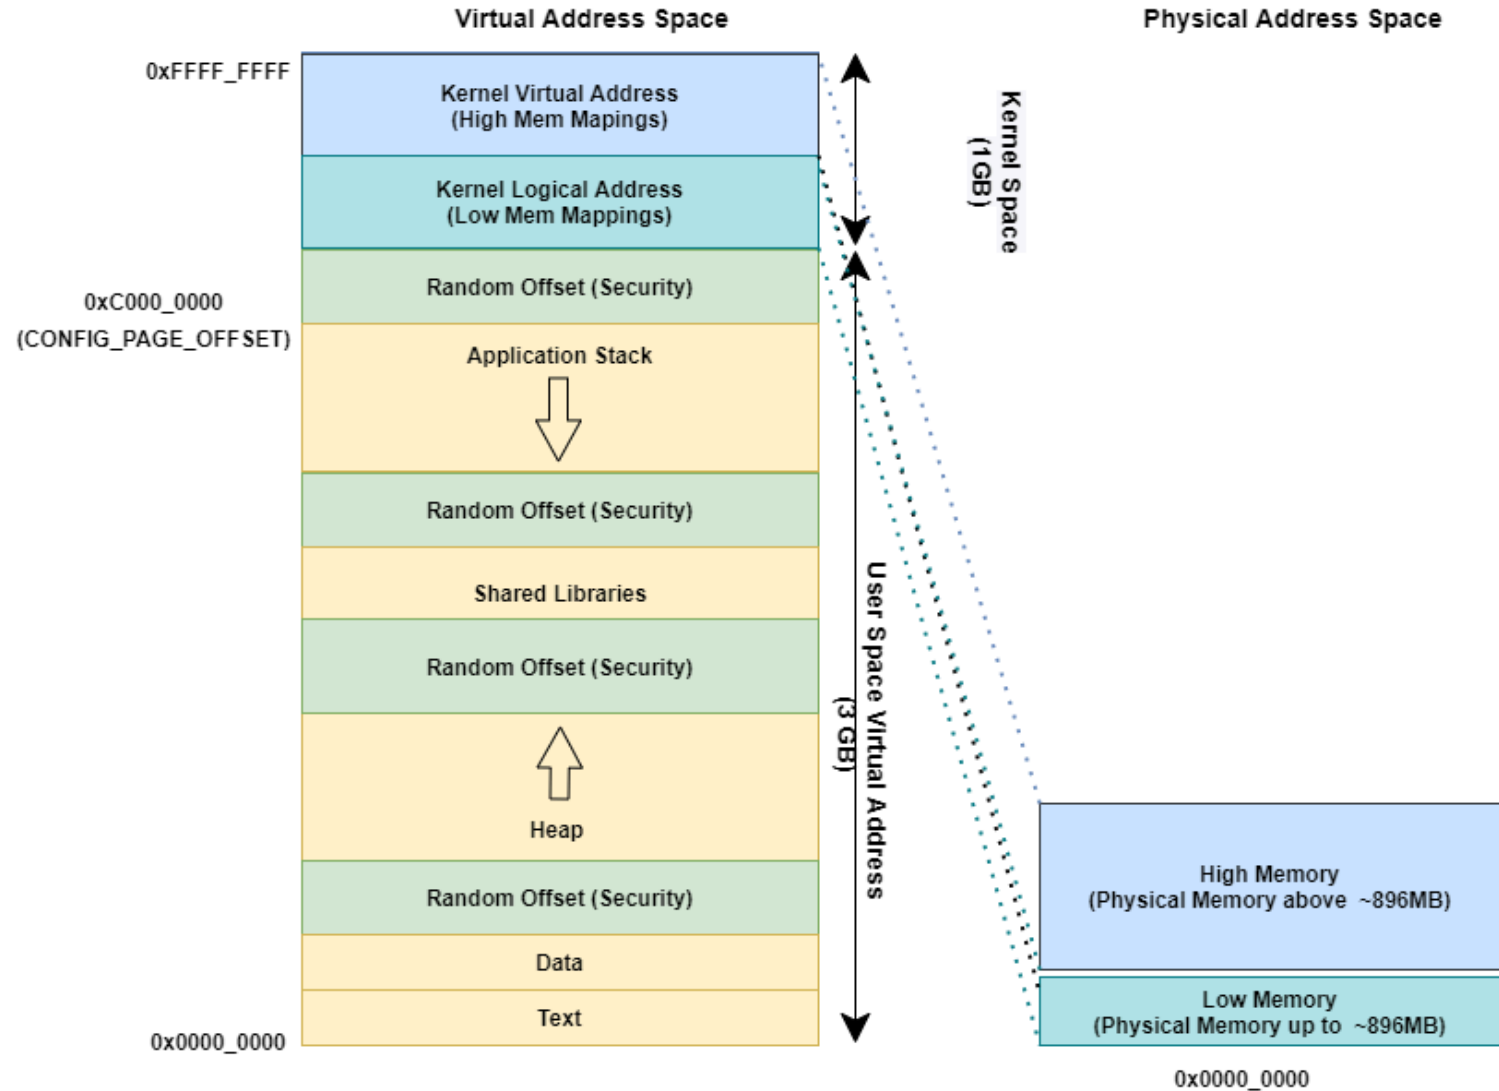 Virtual Address Space
Physical Address Space
0xFFFF_FFFF
Kernel Virtual Address
(High Mem Mapings)
Kernel Logical Address
(Low Mem Mappings)
Kernel Space
(1GB)
Random Offset (Security)
0xC000_0000
(CONFIG_PAGE_OFFSET)
Application Stack
Random Offset (Security)
Shared Libraries
Random Offset (Security)
User Space Virtual Address
(3 GB)
Heap
Random Offset (Security)
Data
Text
0x0000_0000
High Memory
(Physical Memory above ~896MB)
Low Memory
(Physical Memory up to ~896MB)
0x0000_0000